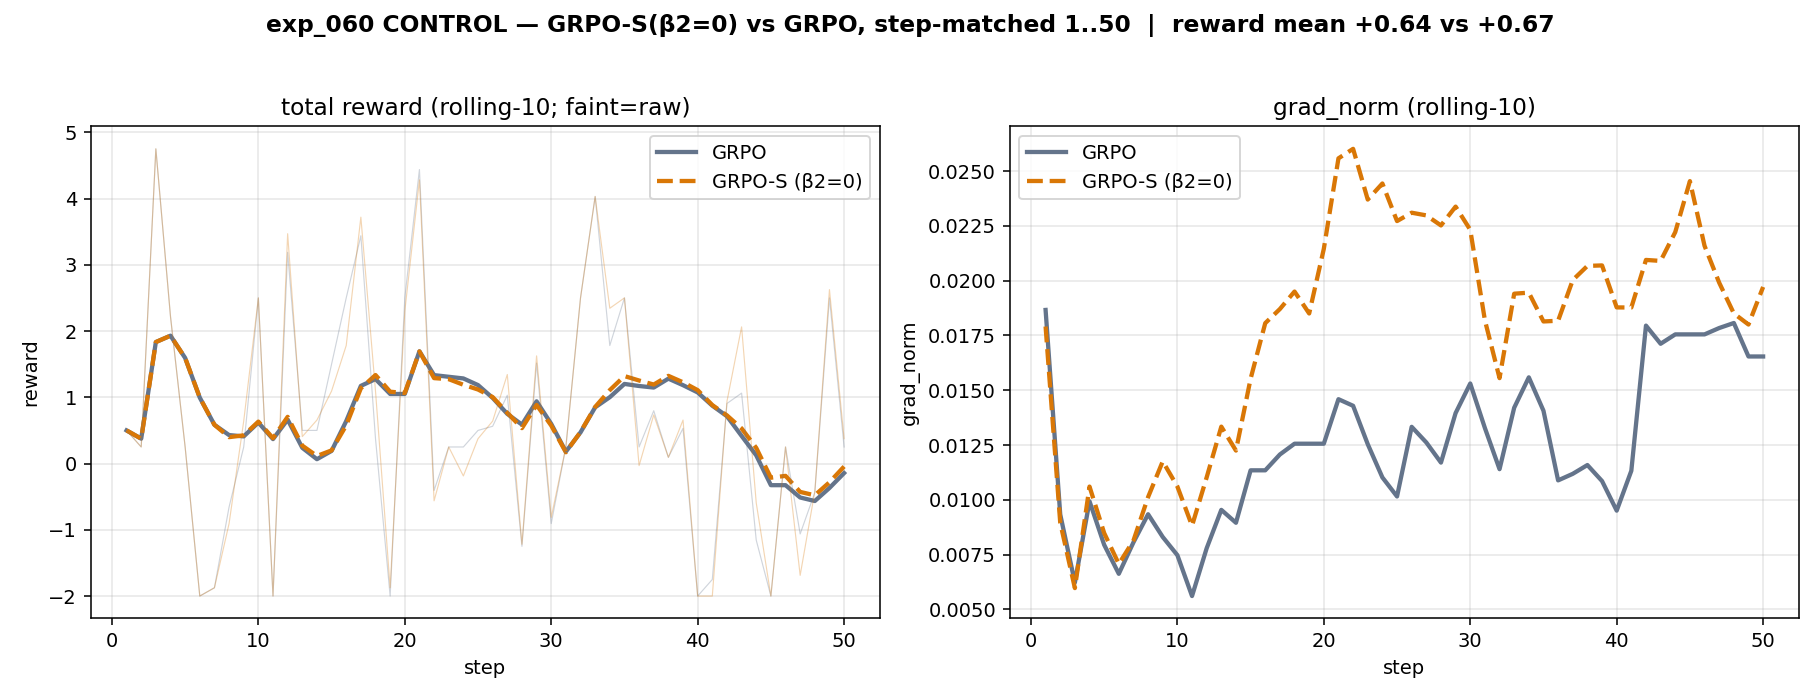 exp_060 CONTROL — GRPO-S(β2=0) vs GRPO, step-matched 1..50 | reward mean +0.64 vs +0.67
total reward (rolling-10; faint=raw)
5
4
3
2
1
0
−1
−2
reward
GRPO
GRPO-S (β2=0)
0 10 20 30 40 50
step
grad_norm (rolling-10)
0.0250
0.0225
0.0200
0.0175
0.0150
0.0125
0.0100
0.0075
0.0050
grad_norm
GRPO
GRPO-S (β2=0)
0 10 20 30 40 50
step